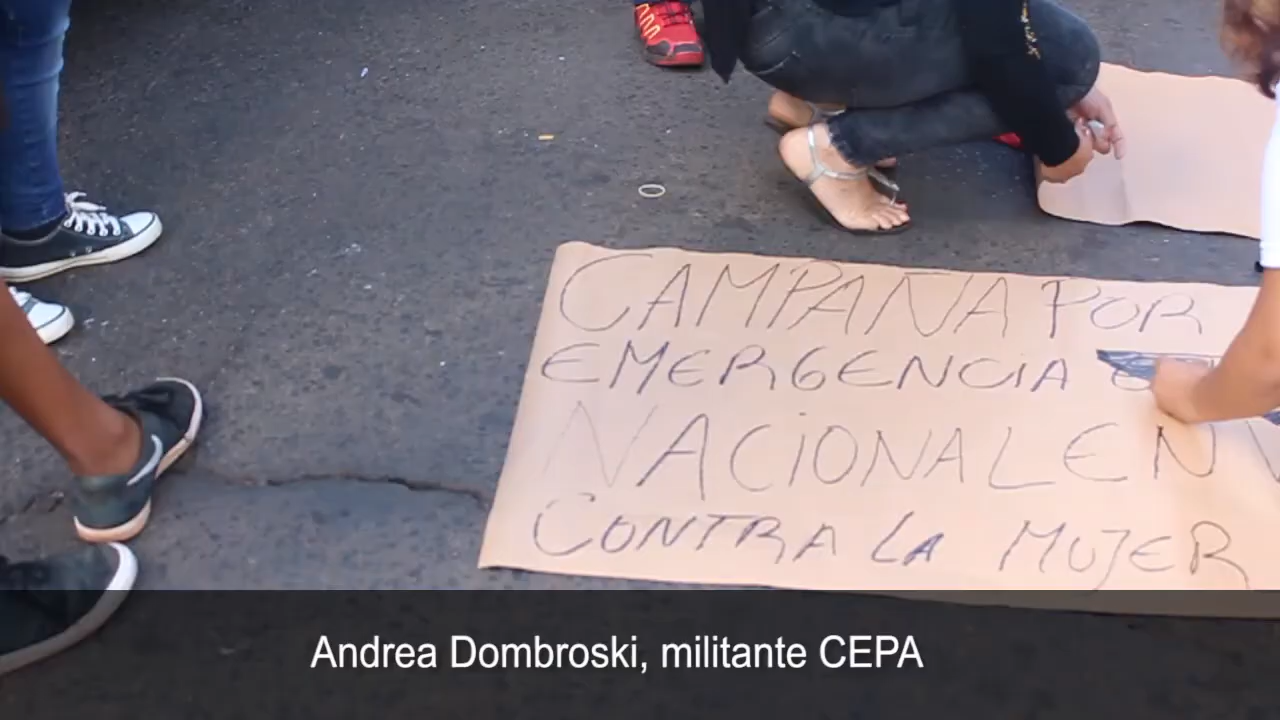 CAMPAÑA POR
EMERGENCIA
NACIONAL EN
CONTRA LA MUJER
Andrea Dombroski, militante CEPA